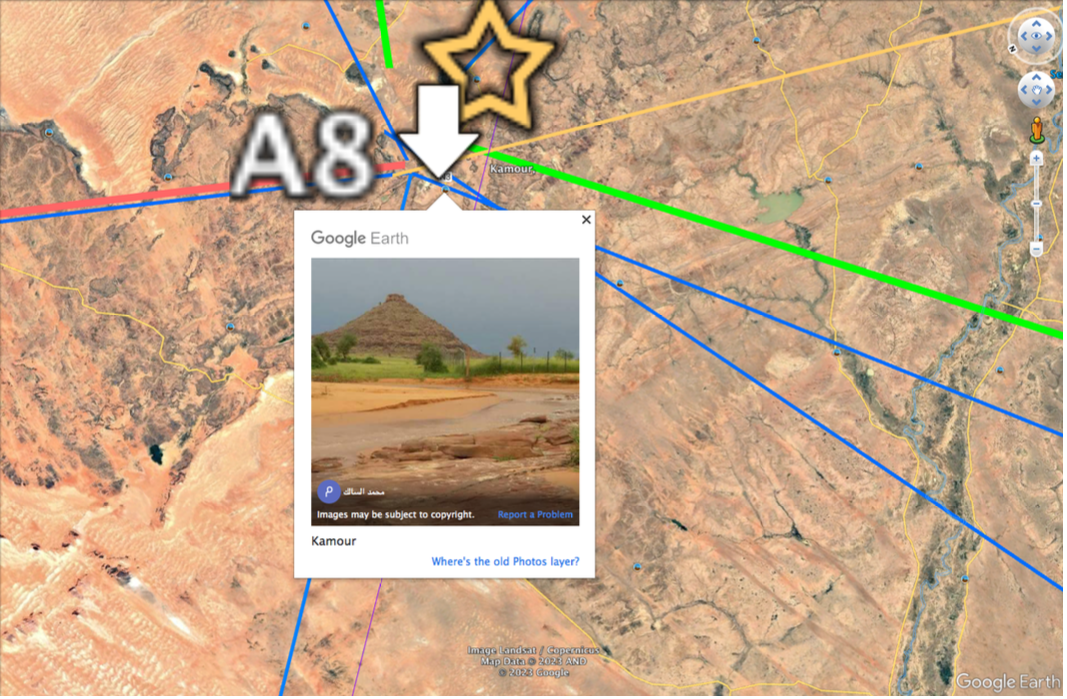 A8
Kamour
Google Earth
محمد السالك
Images may be subject to copyright.
Report a Problem
Kamour
Where's the old Photos layer?
Image Landsat / Copernicus
Map Data © 2023 AND
© 2023 Google
Google Earth
N